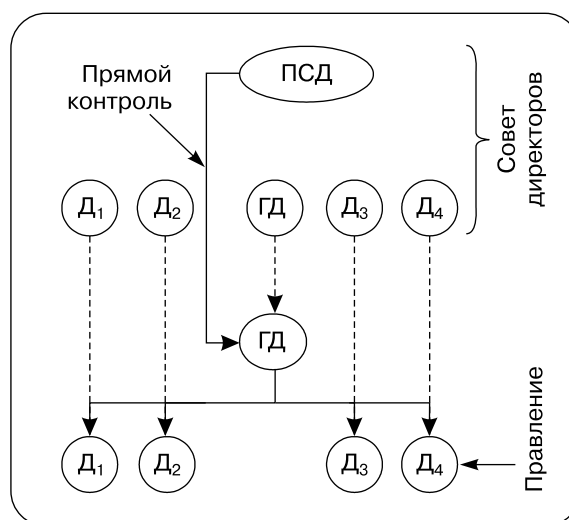 ПСД
Прямой
контроль
Совет
директоров
Д₁
Д₂
ГД
Д₃
Д₄
ГД
Правление
Д₁
Д₂
Д₃
Д₄